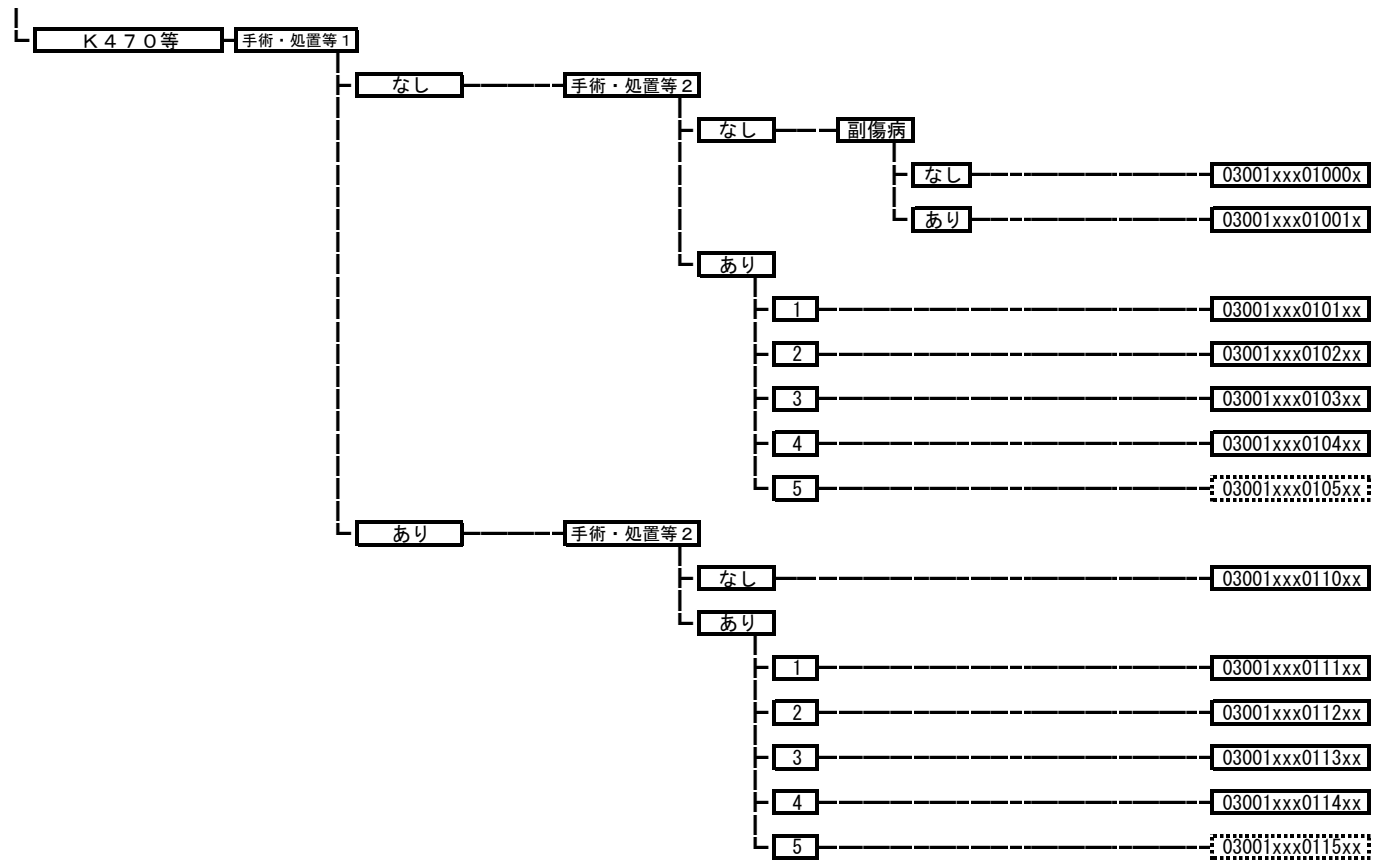 Ｋ４７０等 手術・処置等１
なし 手術・処置等２
なし 副傷病
なし 03001xxx01000x
あり 03001xxx01001x
あり
1 03001xxx0101xx
2 03001xxx0102xx
3 03001xxx0103xx
4 03001xxx0104xx
5 03001xxx0105xx
あり 手術・処置等２
なし 03001xxx0110xx
あり
1 03001xxx0111xx
2 03001xxx0112xx
3 03001xxx0113xx
4 03001xxx0114xx
5 03001xxx0115xx